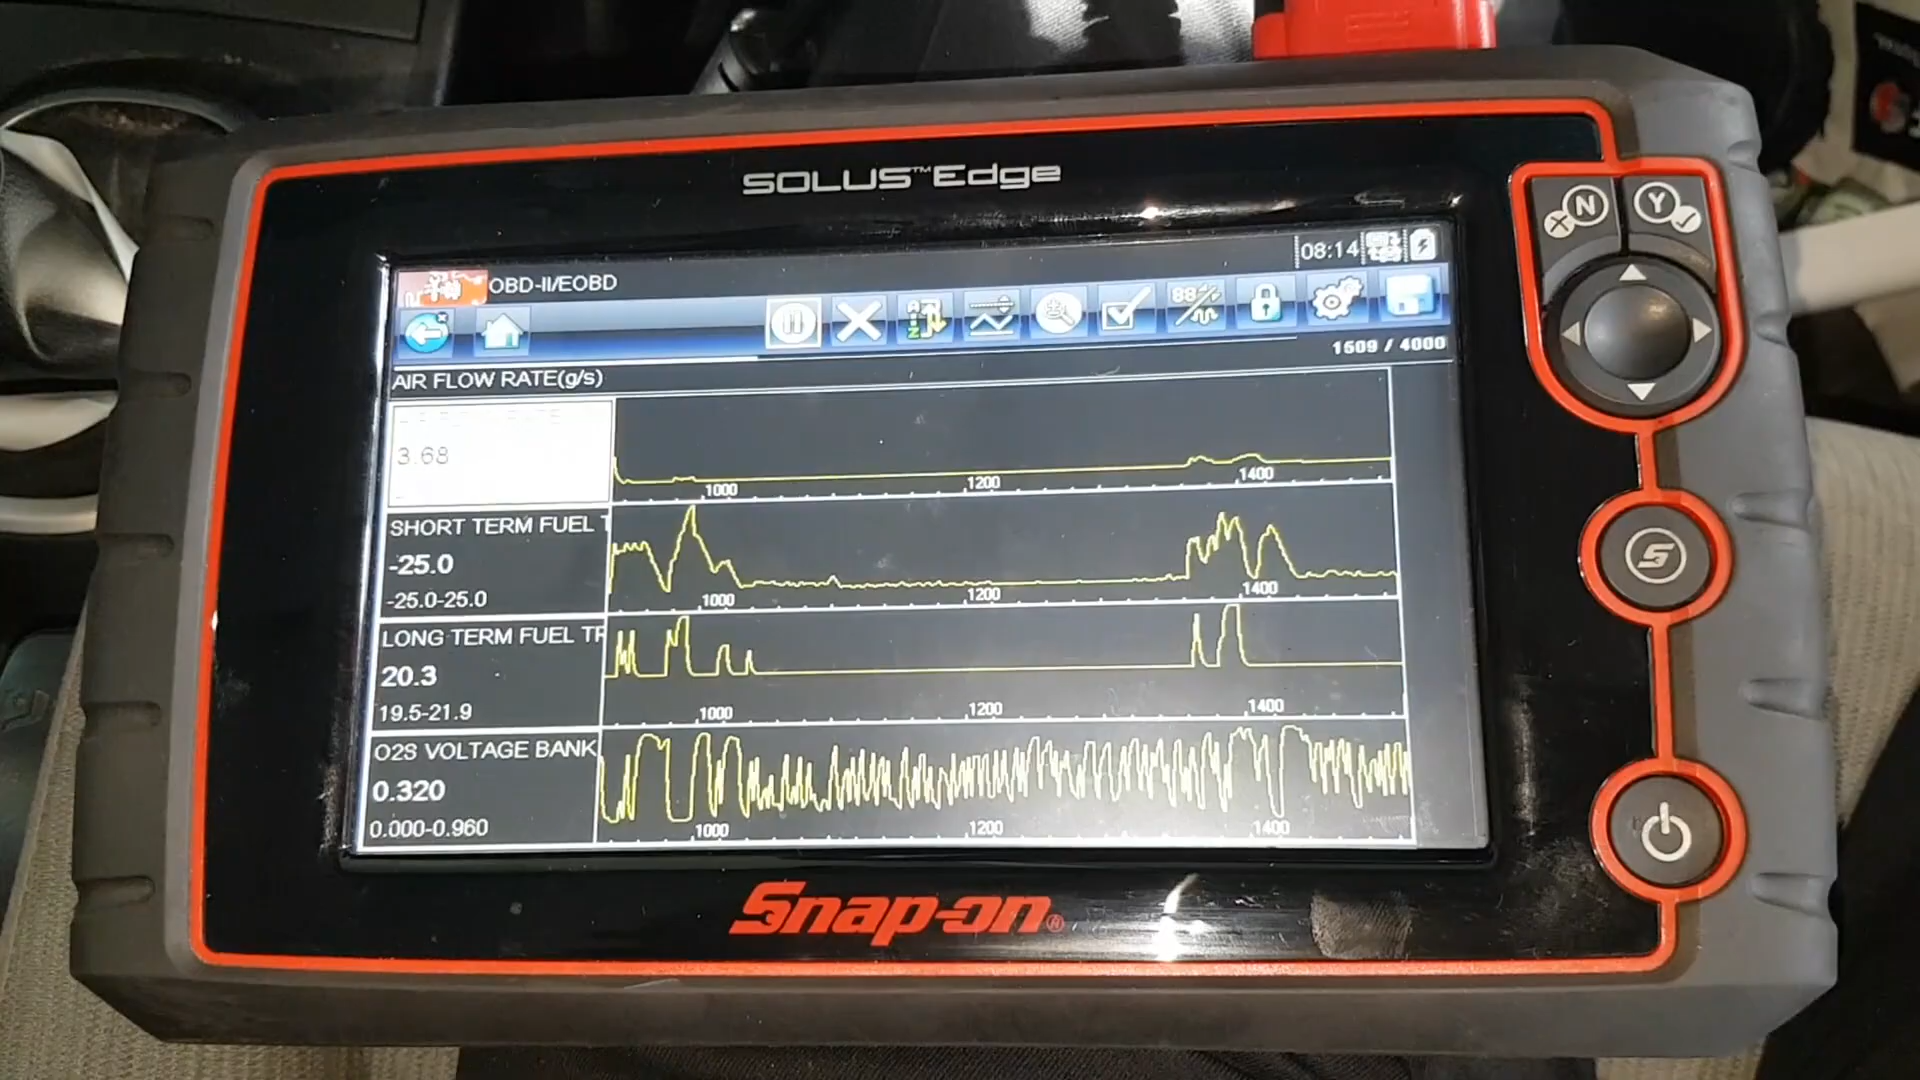 SOLUS™Edge
N
Y
08:14
OBD-II/EOBD
1509 / 4000
AIR FLOW RATE(g/s)
3.68
1000
1200
1400
SHORT TERM FUEL T
-25.0
-25.0-25.0
1000
1200
1400
LONG TERM FUEL TR
20.3
19.5-21.9
1000
1200
1400
O2S VOLTAGE BANK
0.320
0.000-0.960
1000
1200
1400
Snap-on®